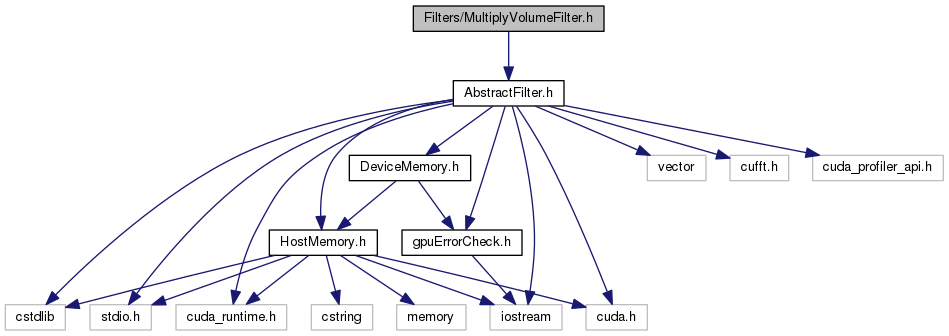 Filters/MultiplyVolumeFilter.h
AbstractFilter.h
DeviceMemory.h
vector
cufft.h
cuda_profiler_api.h
HostMemory.h
gpuErrorCheck.h
cstdlib
stdio.h
cuda_runtime.h
cstring
memory
iostream
cuda.h